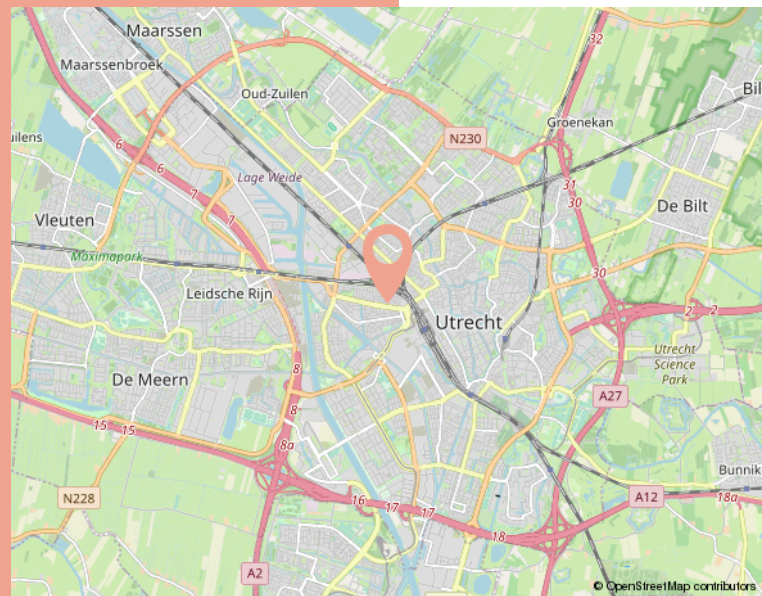 Maarssen
Maarssenbroek
Oud-Zuilen
Bil
32
Groenekan
N230
uilens
6
6
Lage Weide
7
7
31
30
De Bilt
Vleuten
Maximapark
Leidsche Rijn
30
2
2
Utrecht
Utrecht
Science
Park
De Meern
8
8
A27
15
15
8a
Bunnik
N228
16
17
17
18
A12
18a
A2
© OpenStreetMap contributors